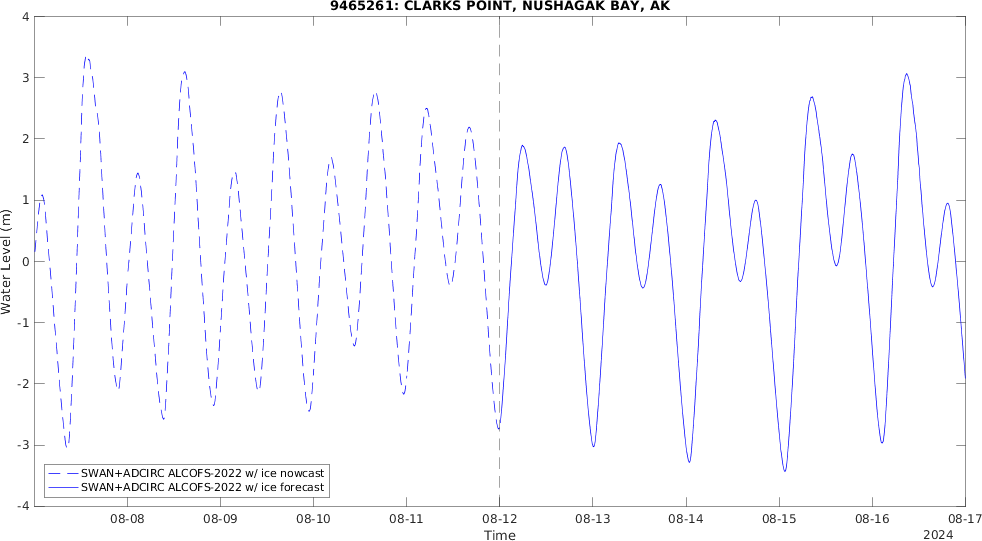 9465261: CLARKS POINT, NUSHAGAK BAY, AK
4
3
2
1
0
-1
-2
-3
-4
Water Level (m)
SWAN+ADCIRC ALCOFS-2022 w/ ice nowcast
SWAN+ADCIRC ALCOFS-2022 w/ ice forecast
08-08 08-09 08-10 08-11 08-12 08-13 08-14 08-15 08-16 08-17
Time
2024